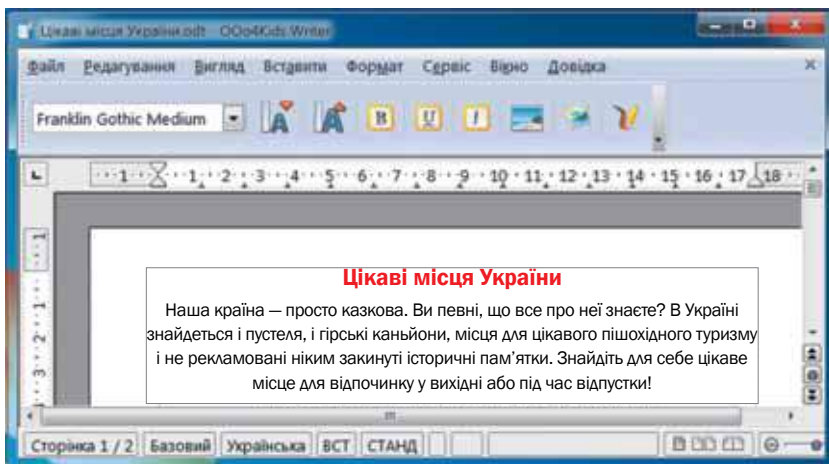 Цікаві місця України.odt - OOo4Kids Writer
Файл Редагування Вигляд Вставити Формат Сервіс Вікно Довідка
Franklin Gothic Medium A A B U I
1 1 2 3 4 5 6 7 8 9 10 11 12 13 14 15 16 17 18
1
1
2
3
Цікаві місця України
Наша країна — просто казкова. Ви певні, що все про неї знаєте? В Україні
знайдеться і пустеля, і гірські каньйони, місця для цікавого пішохідного туризму
і не рекламовані ніким закинуті історичні пам’ятки. Знайдіть для себе цікаве
місце для відпочинку у вихідні або під час відпустки!
Сторінка 1 / 2 Базовий Українська ВСТ СТАНД